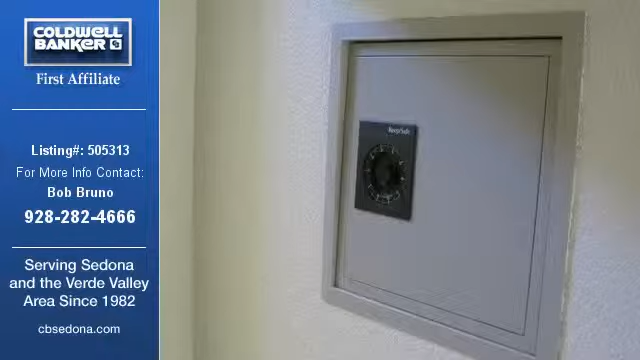 COLDWELL
BANKER
First Affiliate
Listing#: 505313
For More Info Contact:
Bob Bruno
928-282-4666
Serving Sedona
and the Verde Valley
Area Since 1982
cbsedona.com